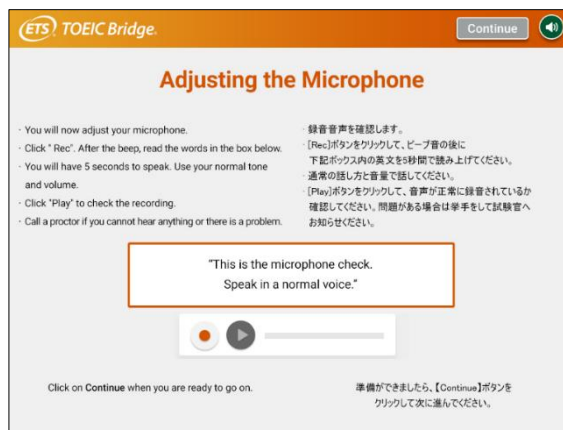 ETS TOEIC Bridge.
Continue
Adjusting the Microphone
· You will now adjust your microphone.
· Click " Rec". After the beep, read the words in the box below.
· You will have 5 seconds to speak. Use your normal tone
and volume.
· Click "Play" to check the recording.
· Call a proctor if you cannot hear anything or there is a problem.
· 録音音声を確認します。
· [Rec]ボタンをクリックして、ビープ音の後に
下記ボックス内の英文を5秒間で読み上げてください。
· 通常の話し方と音量で話してください。
· [Play]ボタンをクリックして、音声が正常に録音されているか
確認してください。問題がある場合は挙手をして試験官へ
お知らせください。
"This is the microphone check.
Speak in a normal voice."
Click on Continue when you are ready to go on.
準備ができましたら、【Continue】ボタンを
クリックして次に進んでください。